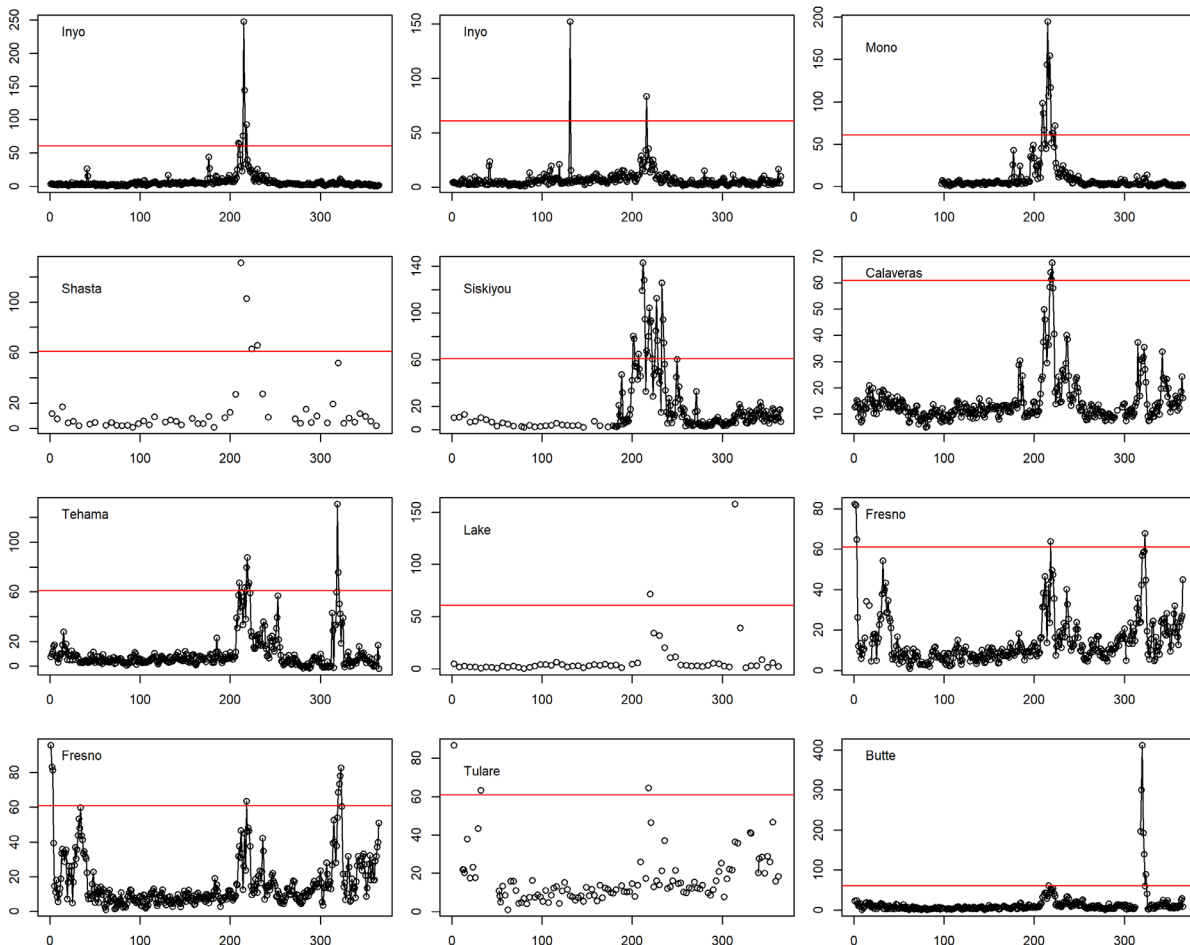 Inyo
0 50 100 150 200 250
0 100 200 300
Inyo
0 50 100 150
0 100 200 300
Mono
0 50 100 150 200
0 100 200 300
Shasta
0 20 60 100
0 100 200 300
Siskiyou
0 20 60 100 140
0 100 200 300
Calaveras
10 20 30 40 50 60 70
0 100 200 300
Tehama
0 20 60 100
0 100 200 300
Lake
0 50 100 150
0 100 200 300
Fresno
0 20 40 60 80
0 100 200 300
Fresno
0 20 40 60 80
0 100 200 300
Tulare
0 20 40 60 80
0 100 200 300
Butte
0 100 200 300 400
0 100 200 300